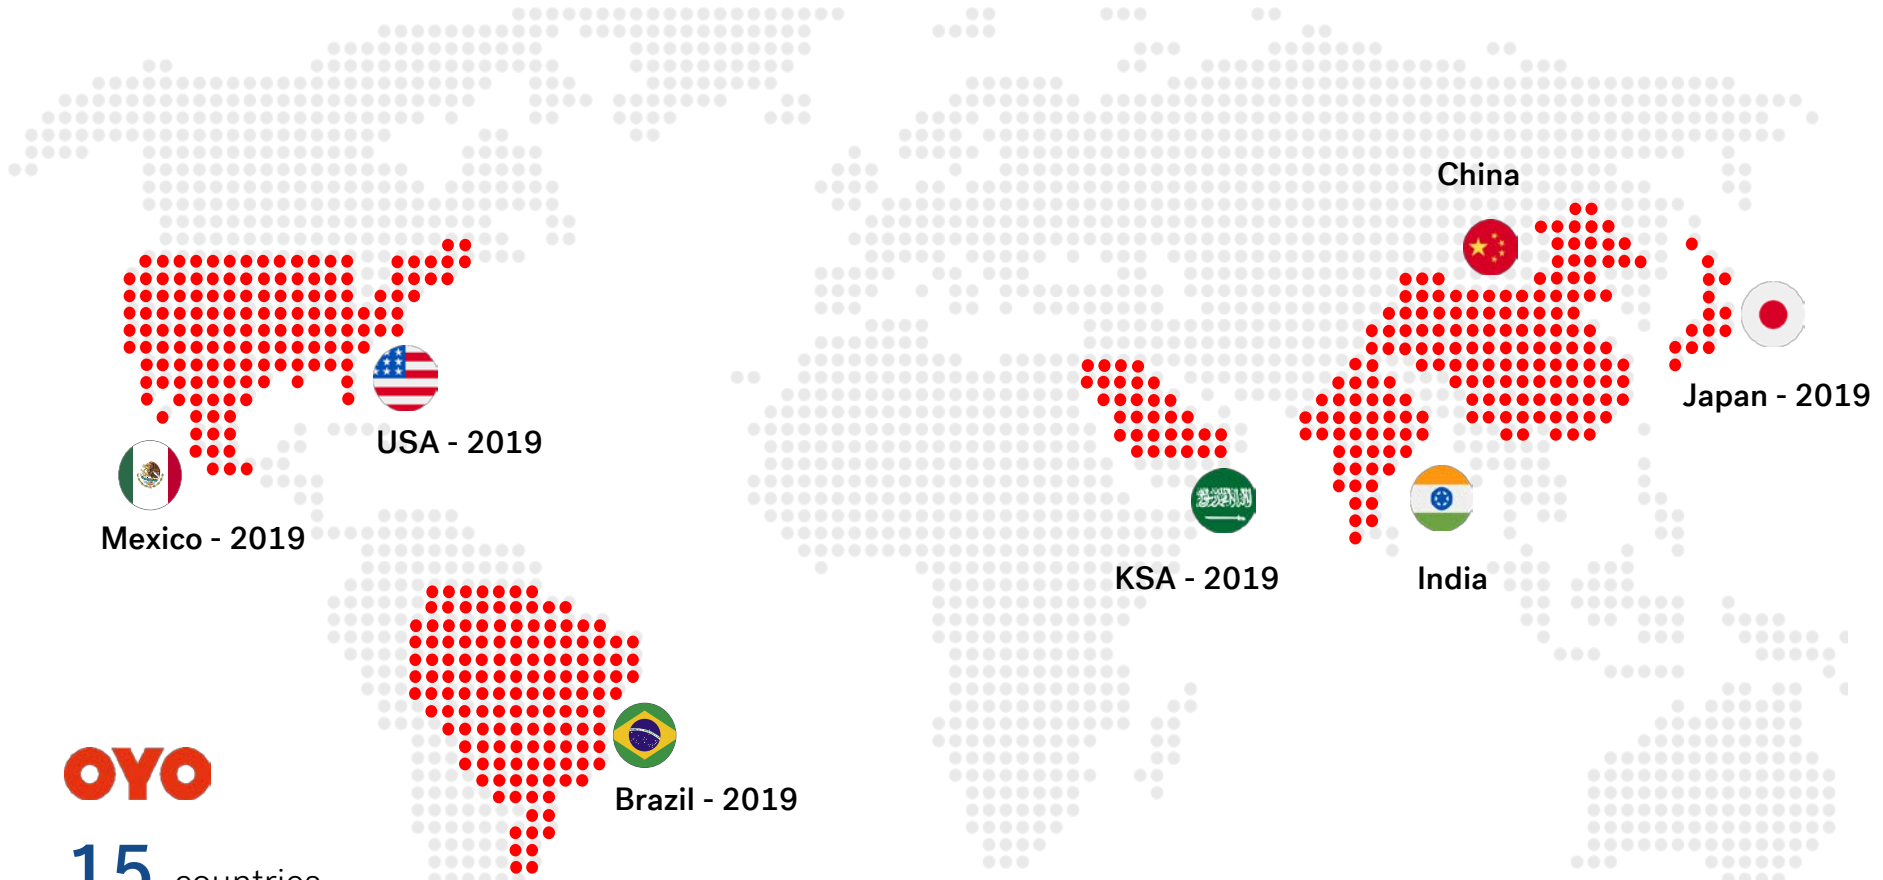 China
Japan - 2019
USA - 2019
Mexico - 2019
KSA - 2019
India
Brazil - 2019
OYO
15 countries